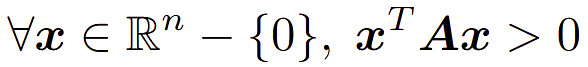 ∀𝒙 ∈ ℝⁿ − {0}, 𝒙ᵀ𝑨𝒙 > 0